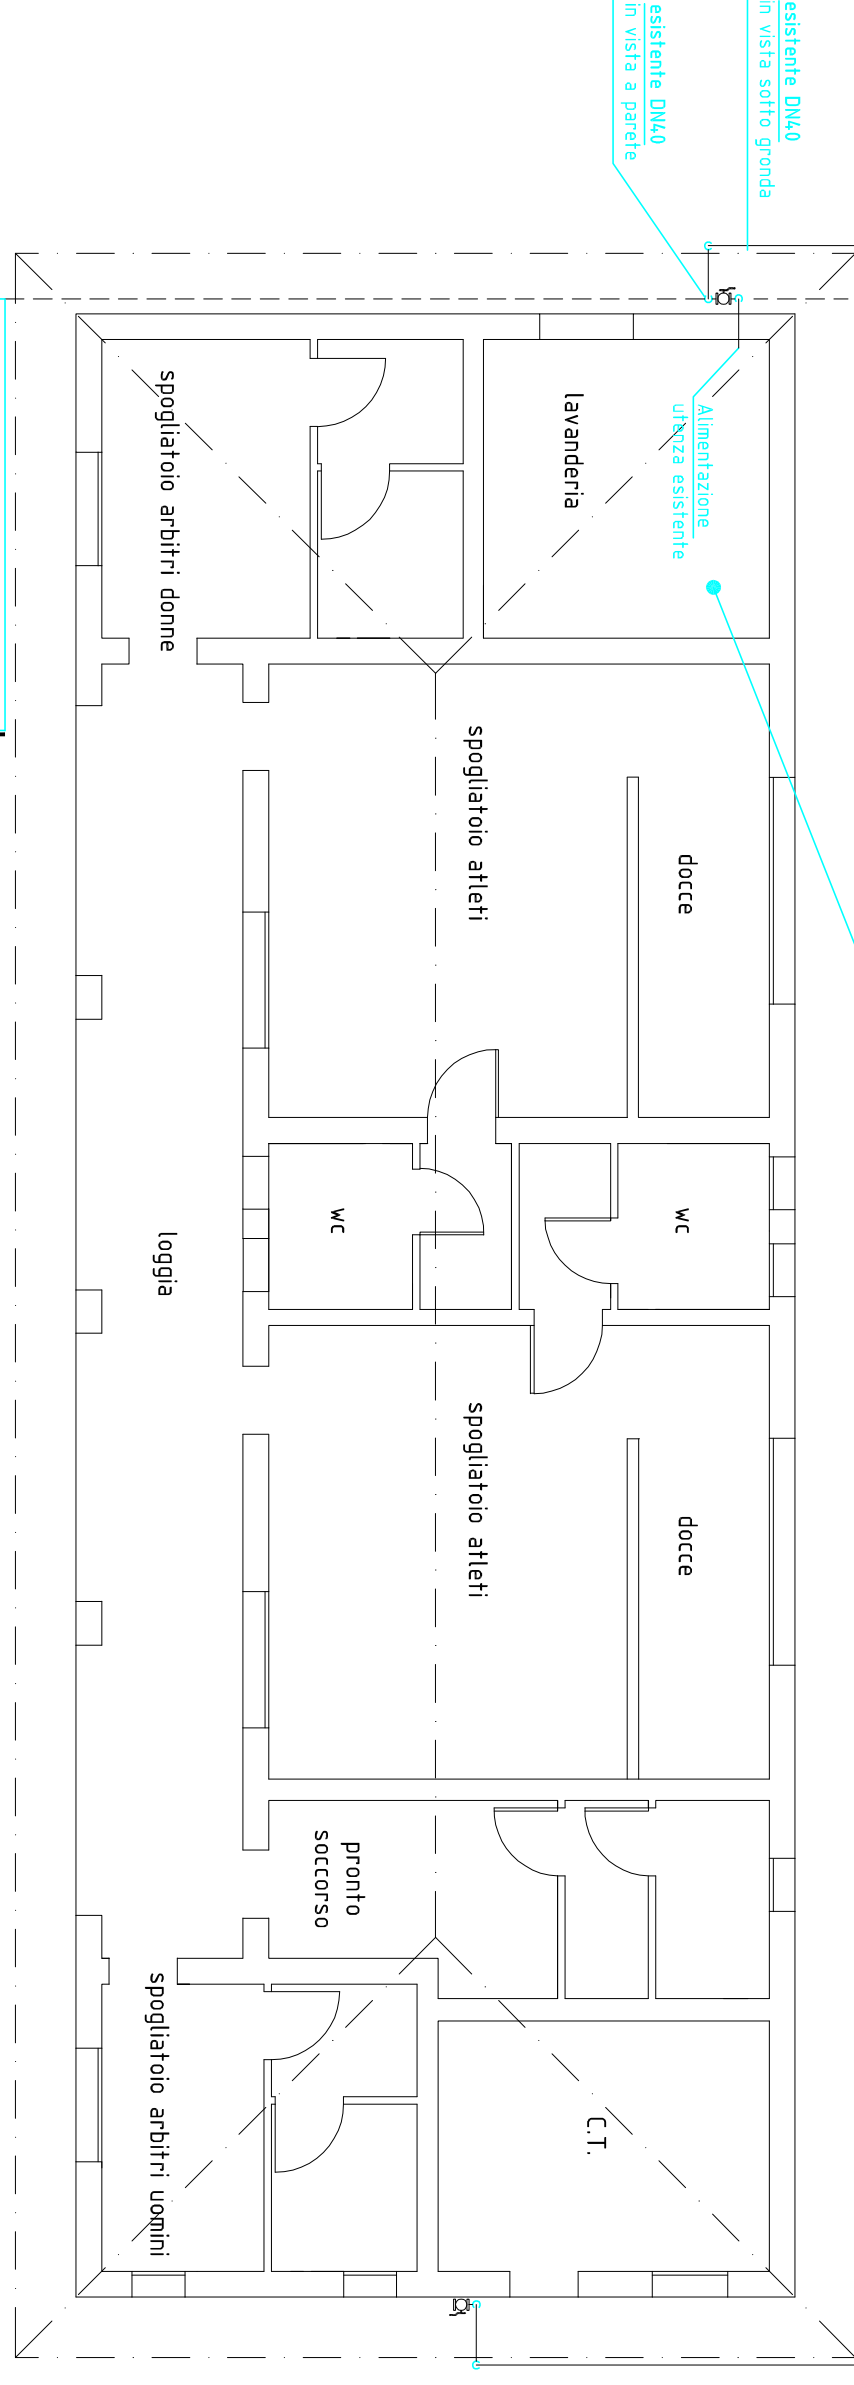 esistente DN40
in vista sotto gronda
esistente DN40
in vista a parete
Alimentazione
utenza esistente
lavanderia
spogliatoio arbitri donne
docce
spogliatoio atleti
wc
wc
loggia
docce
spogliatoio atleti
pronto
soccorso
C.T.
spogliatoio arbitri uomini